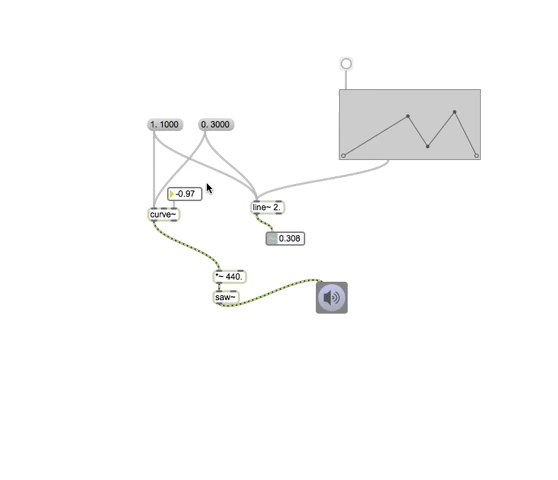 1. 1000
0. 3000
-0.97
curve~
line~ 2.
0.308
*~ 440.
saw~